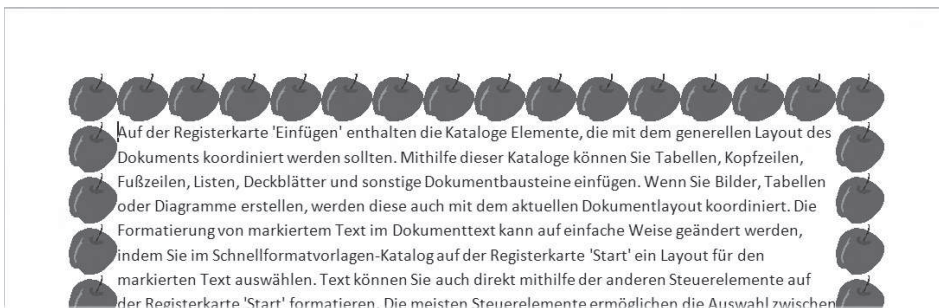 Auf der Registerkarte 'Einfügen' enthalten die Kataloge Elemente, die mit dem generellen Layout des
Dokuments koordiniert werden sollten. Mithilfe dieser Kataloge können Sie Tabellen, Kopfzeilen,
Fußzeilen, Listen, Deckblätter und sonstige Dokumentbausteine einfügen. Wenn Sie Bilder, Tabellen
oder Diagramme erstellen, werden diese auch mit dem aktuellen Dokumentlayout koordiniert. Die
Formatierung von markiertem Text im Dokumenttext kann auf einfache Weise geändert werden,
indem Sie im Schnellformatvorlagen-Katalog auf der Registerkarte 'Start' ein Layout für den
markierten Text auswählen. Text können Sie auch direkt mithilfe der anderen Steuerelemente auf
der Registerkarte 'Start' formatieren. Die meisten Steuerelemente ermöglichen die Auswahl zwischen